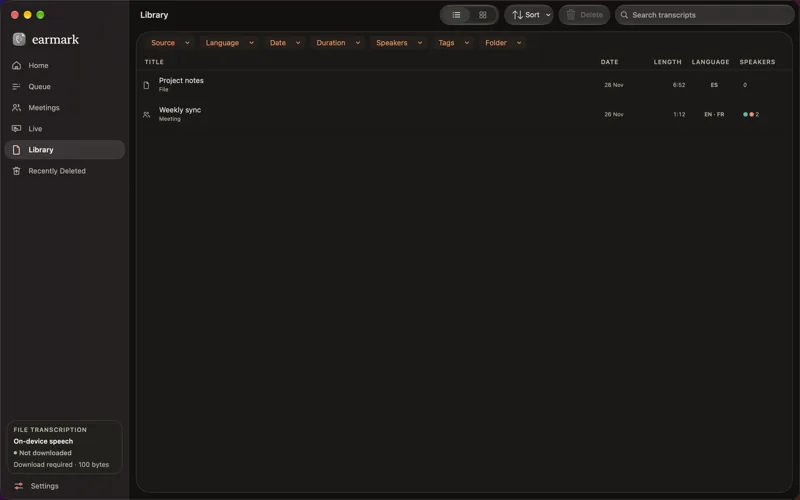 Library
Sort
Delete
Search transcripts
earmark
Home
Queue
Meetings
Live
Library
Recently Deleted
Source
Language
Date
Duration
Speakers
Tags
Folder
TITLE DATE LENGTH LANGUAGE SPEAKERS
Project notes 26 Nov 6:52 ES 0
File
Weekly sync 26 Nov 1:12 EN · FR 2
Meeting
FILE TRANSCRIPTION
On-device speech
Not downloaded
Download required · 100 bytes
Settings